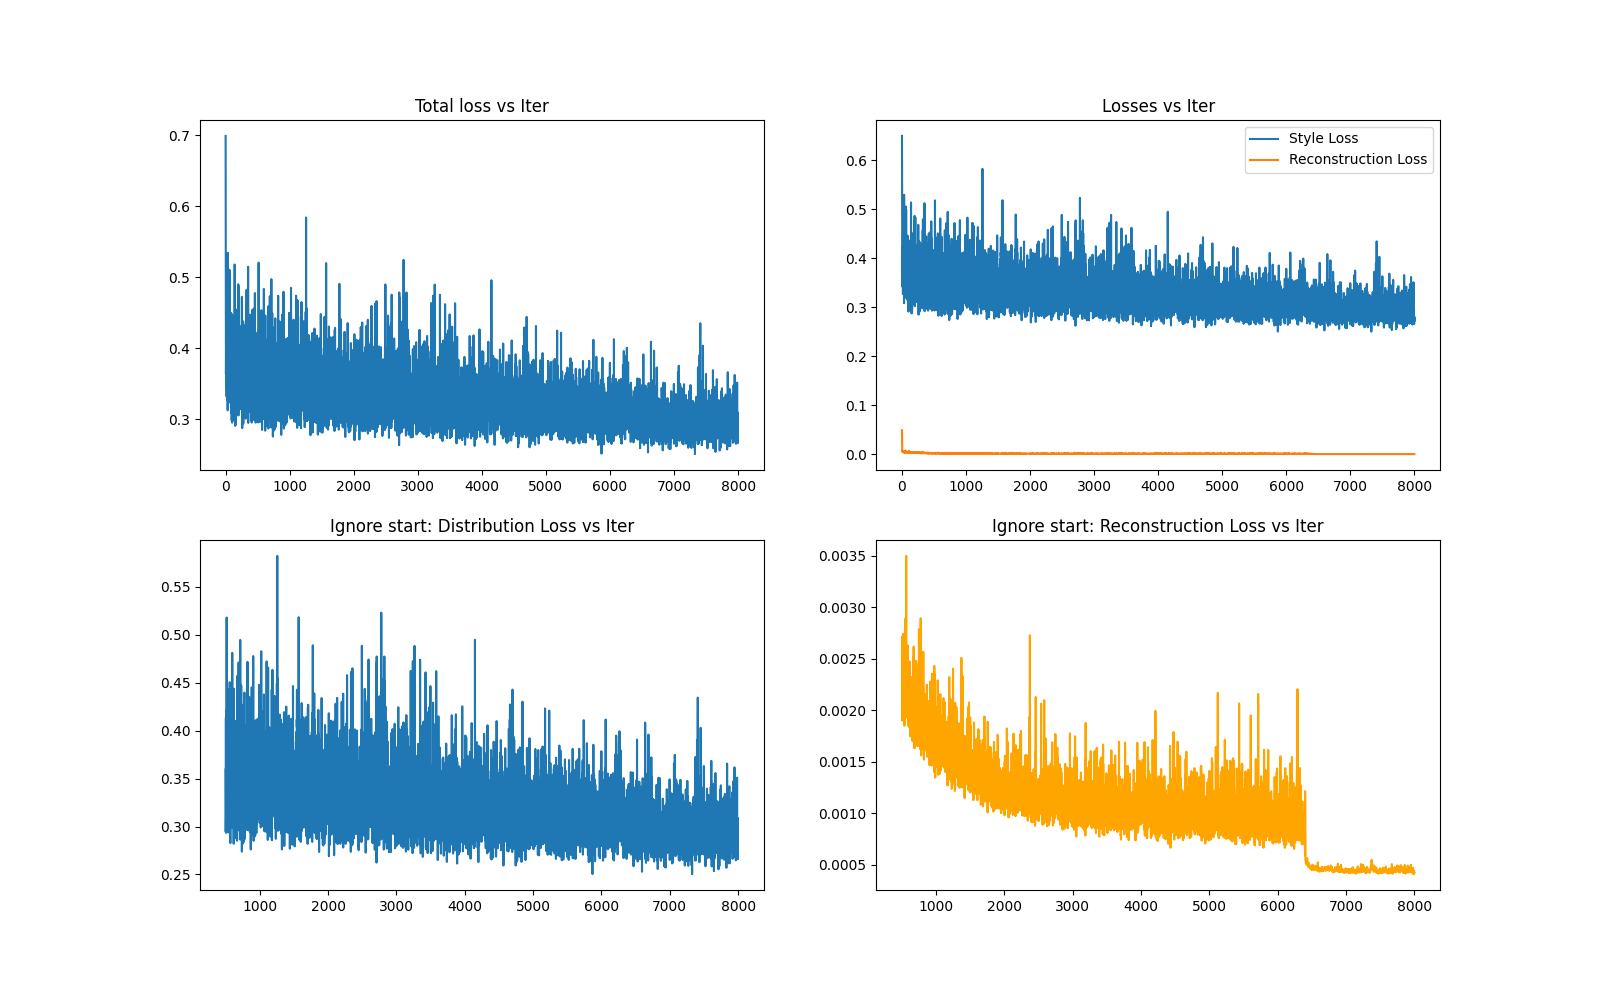 Total loss vs Iter
0.7
0.6
0.5
0.4
0.3
0 1000 2000 3000 4000 5000 6000 7000 8000
Losses vs Iter
Style Loss
Reconstruction Loss
0.6
0.5
0.4
0.3
0.2
0.1
0.0
0 1000 2000 3000 4000 5000 6000 7000 8000
Ignore start: Distribution Loss vs Iter
0.55
0.50
0.45
0.40
0.35
0.30
0.25
1000 2000 3000 4000 5000 6000 7000 8000
Ignore start: Reconstruction Loss vs Iter
0.0035
0.0030
0.0025
0.0020
0.0015
0.0010
0.0005
1000 2000 3000 4000 5000 6000 7000 8000